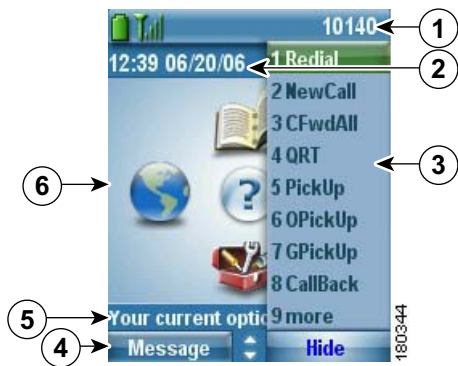 10140
1
12:39 06/20/06
2
1 Redial
2 NewCall
3 CFwdAll
4 QRT
3
5 PickUp
6
?
6 OPickUp
7 GPickUp
8 CallBack
5
Your current optio
9 more
4
Message
Hide
180344